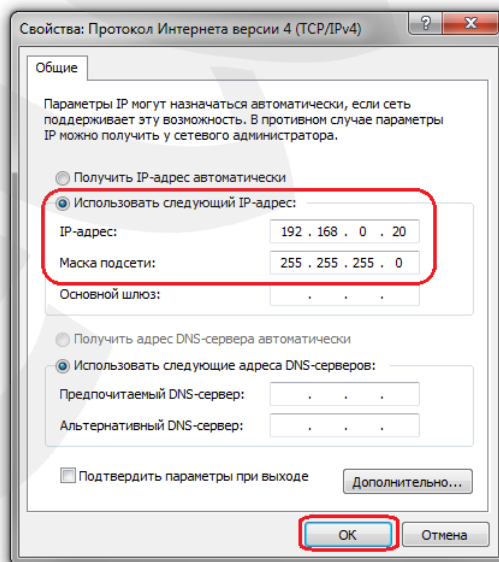 Свойства: Протокол Интернета версии 4 (TCP/IPv4)
Общие
Параметры IP могут назначаться автоматически, если сеть
поддерживает эту возможность. В противном случае параметры
IP можно получить у сетевого администратора.
Получить IP-адрес автоматически
Использовать следующий IP-адрес:
IP-адрес: 192 . 168 . 0 . 20
Маска подсети: 255 . 255 . 255 . 0
Основной шлюз: . . .
Получить адрес DNS-сервера автоматически
Использовать следующие адреса DNS-серверов:
Предпочитаемый DNS-сервер: . . .
Альтернативный DNS-сервер: . . .
Подтвердить параметры при выходе
Дополнительно...
OK Отмена